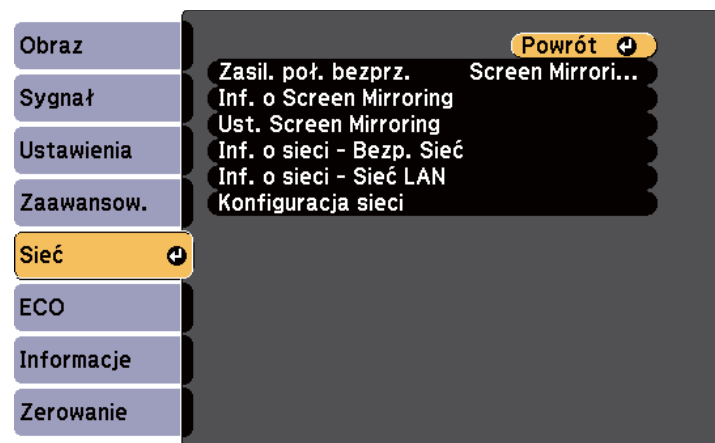 Obraz
Sygnał
Ustawienia
Zaawansow.
Sieć
ECO
Informacje
Zerowanie
Powrót
Zasil. poł. bezprz. Screen Mirrori...
Inf. o Screen Mirroring
Ust. Screen Mirroring
Inf. o sieci - Bezp. Sieć
Inf. o sieci - Sieć LAN
Konfiguracja sieci